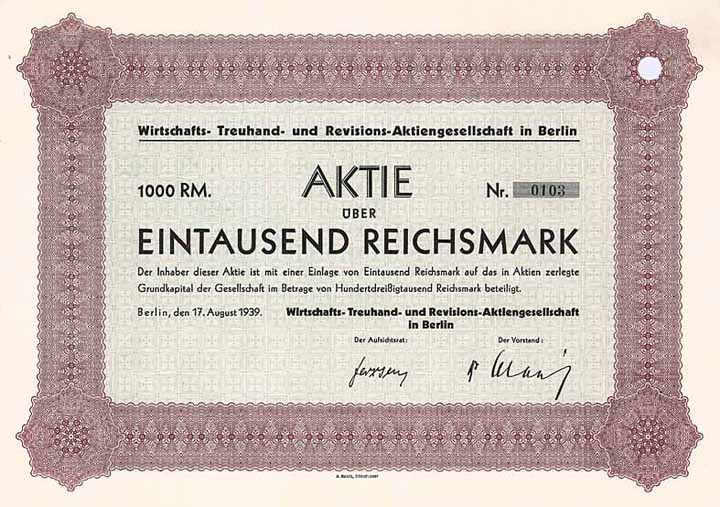 Wirtschafts- Treuhand- und Revisions-Aktiengesellschaft in Berlin
1000 RM. AKTIE Nr. 0103
ÜBER
EINTAUSEND REICHSMARK
Der Inhaber dieser Aktie ist mit einer Einlage von Eintausend Reichsmark auf das in Aktien zerlegte
Grundkapital der Gesellschaft im Betrage von Hundertdreißigtausend Reichsmark beteiligt.
Berlin, den 17. August 1939. Wirtschafts- Treuhand- und Revisions-Aktiengesellschaft
in Berlin
Der Aufsichtsrat: Der Vorstand: